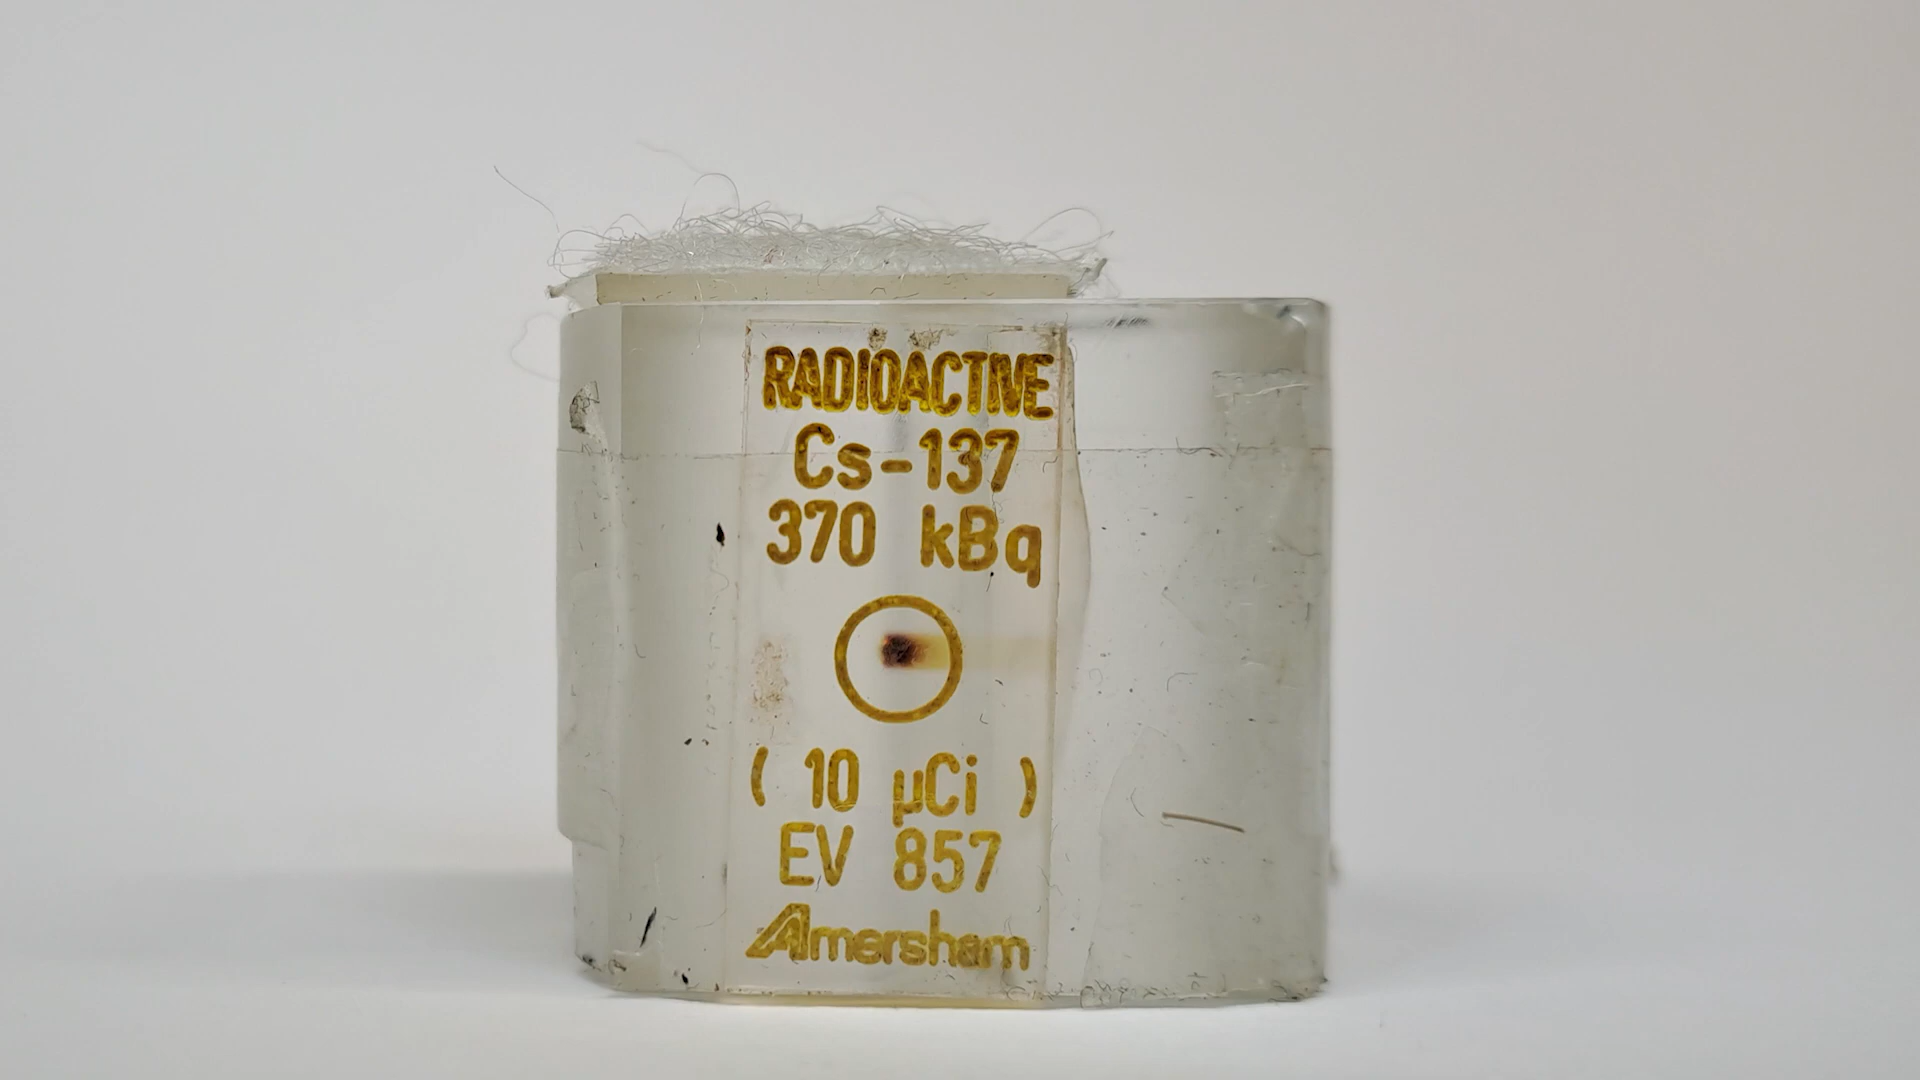 RADIOACTIVE
Cs-137
370 kBq
( 10 µCi )
EV 857
Amersham